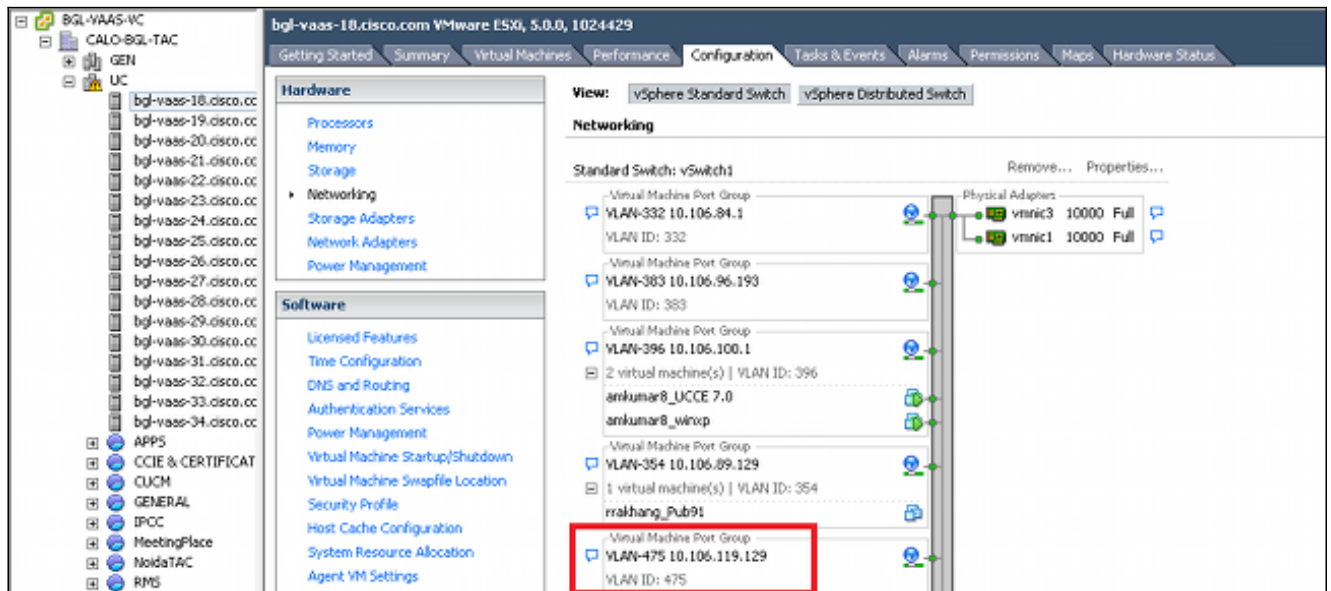 BGL-VAAS-VC
CALO-BGL-TAC
GEN
UC
bgl-vaas-18.cisco.cc
bgl-vaas-19.cisco.cc
bgl-vaas-20.cisco.cc
bgl-vaas-21.cisco.cc
bgl-vaas-22.cisco.cc
bgl-vaas-23.cisco.cc
bgl-vaas-24.cisco.cc
bgl-vaas-25.cisco.cc
bgl-vaas-26.cisco.cc
bgl-vaas-27.cisco.cc
bgl-vaas-28.cisco.cc
bgl-vaas-29.cisco.cc
bgl-vaas-30.cisco.cc
bgl-vaas-31.cisco.cc
bgl-vaas-32.cisco.cc
bgl-vaas-33.cisco.cc
bgl-vaas-34.cisco.cc
APPS
CCIE & CERTIFICAT
CUCM
GENERAL
IPCC
MeetingPlace
NoidaTAC
RMS
bgl-vaas-18.cisco.com VMware ESXi, 5.0.0, 1024429
Getting Started Summary Virtual Machines Performance Configuration Tasks & Events Alarms Permissions Maps Hardware Status
Hardware
Processors
Memory
Storage
Networking
Storage Adapters
Network Adapters
Power Management
Software
Licensed Features
Time Configuration
DNS and Routing
Authentication Services
Power Management
Virtual Machine Startup/Shutdown
Virtual Machine Swapfile Location
Security Profile
Host Cache Configuration
System Resource Allocation
Agent VM Settings
View: vSphere Standard Switch vSphere Distributed Switch
Networking
Standard Switch: vSwitch1 Remove... Properties...
Virtual Machine Port Group
VLAN-332 10.106.84.1
VLAN ID: 332
Virtual Machine Port Group
VLAN-383 10.106.96.193
VLAN ID: 383
Virtual Machine Port Group
VLAN-396 10.106.100.1
2 virtual machine(s) | VLAN ID: 396
amkumar8_UCCE 7.0
amkumar8_winxp
Virtual Machine Port Group
VLAN-354 10.106.89.129
1 virtual machine(s) | VLAN ID: 354
rrakhang_Pub91
Virtual Machine Port Group
VLAN-475 10.106.119.129
VLAN ID: 475
Physical Adapters
vmnic3 10000 Full
vmnic1 10000 Full